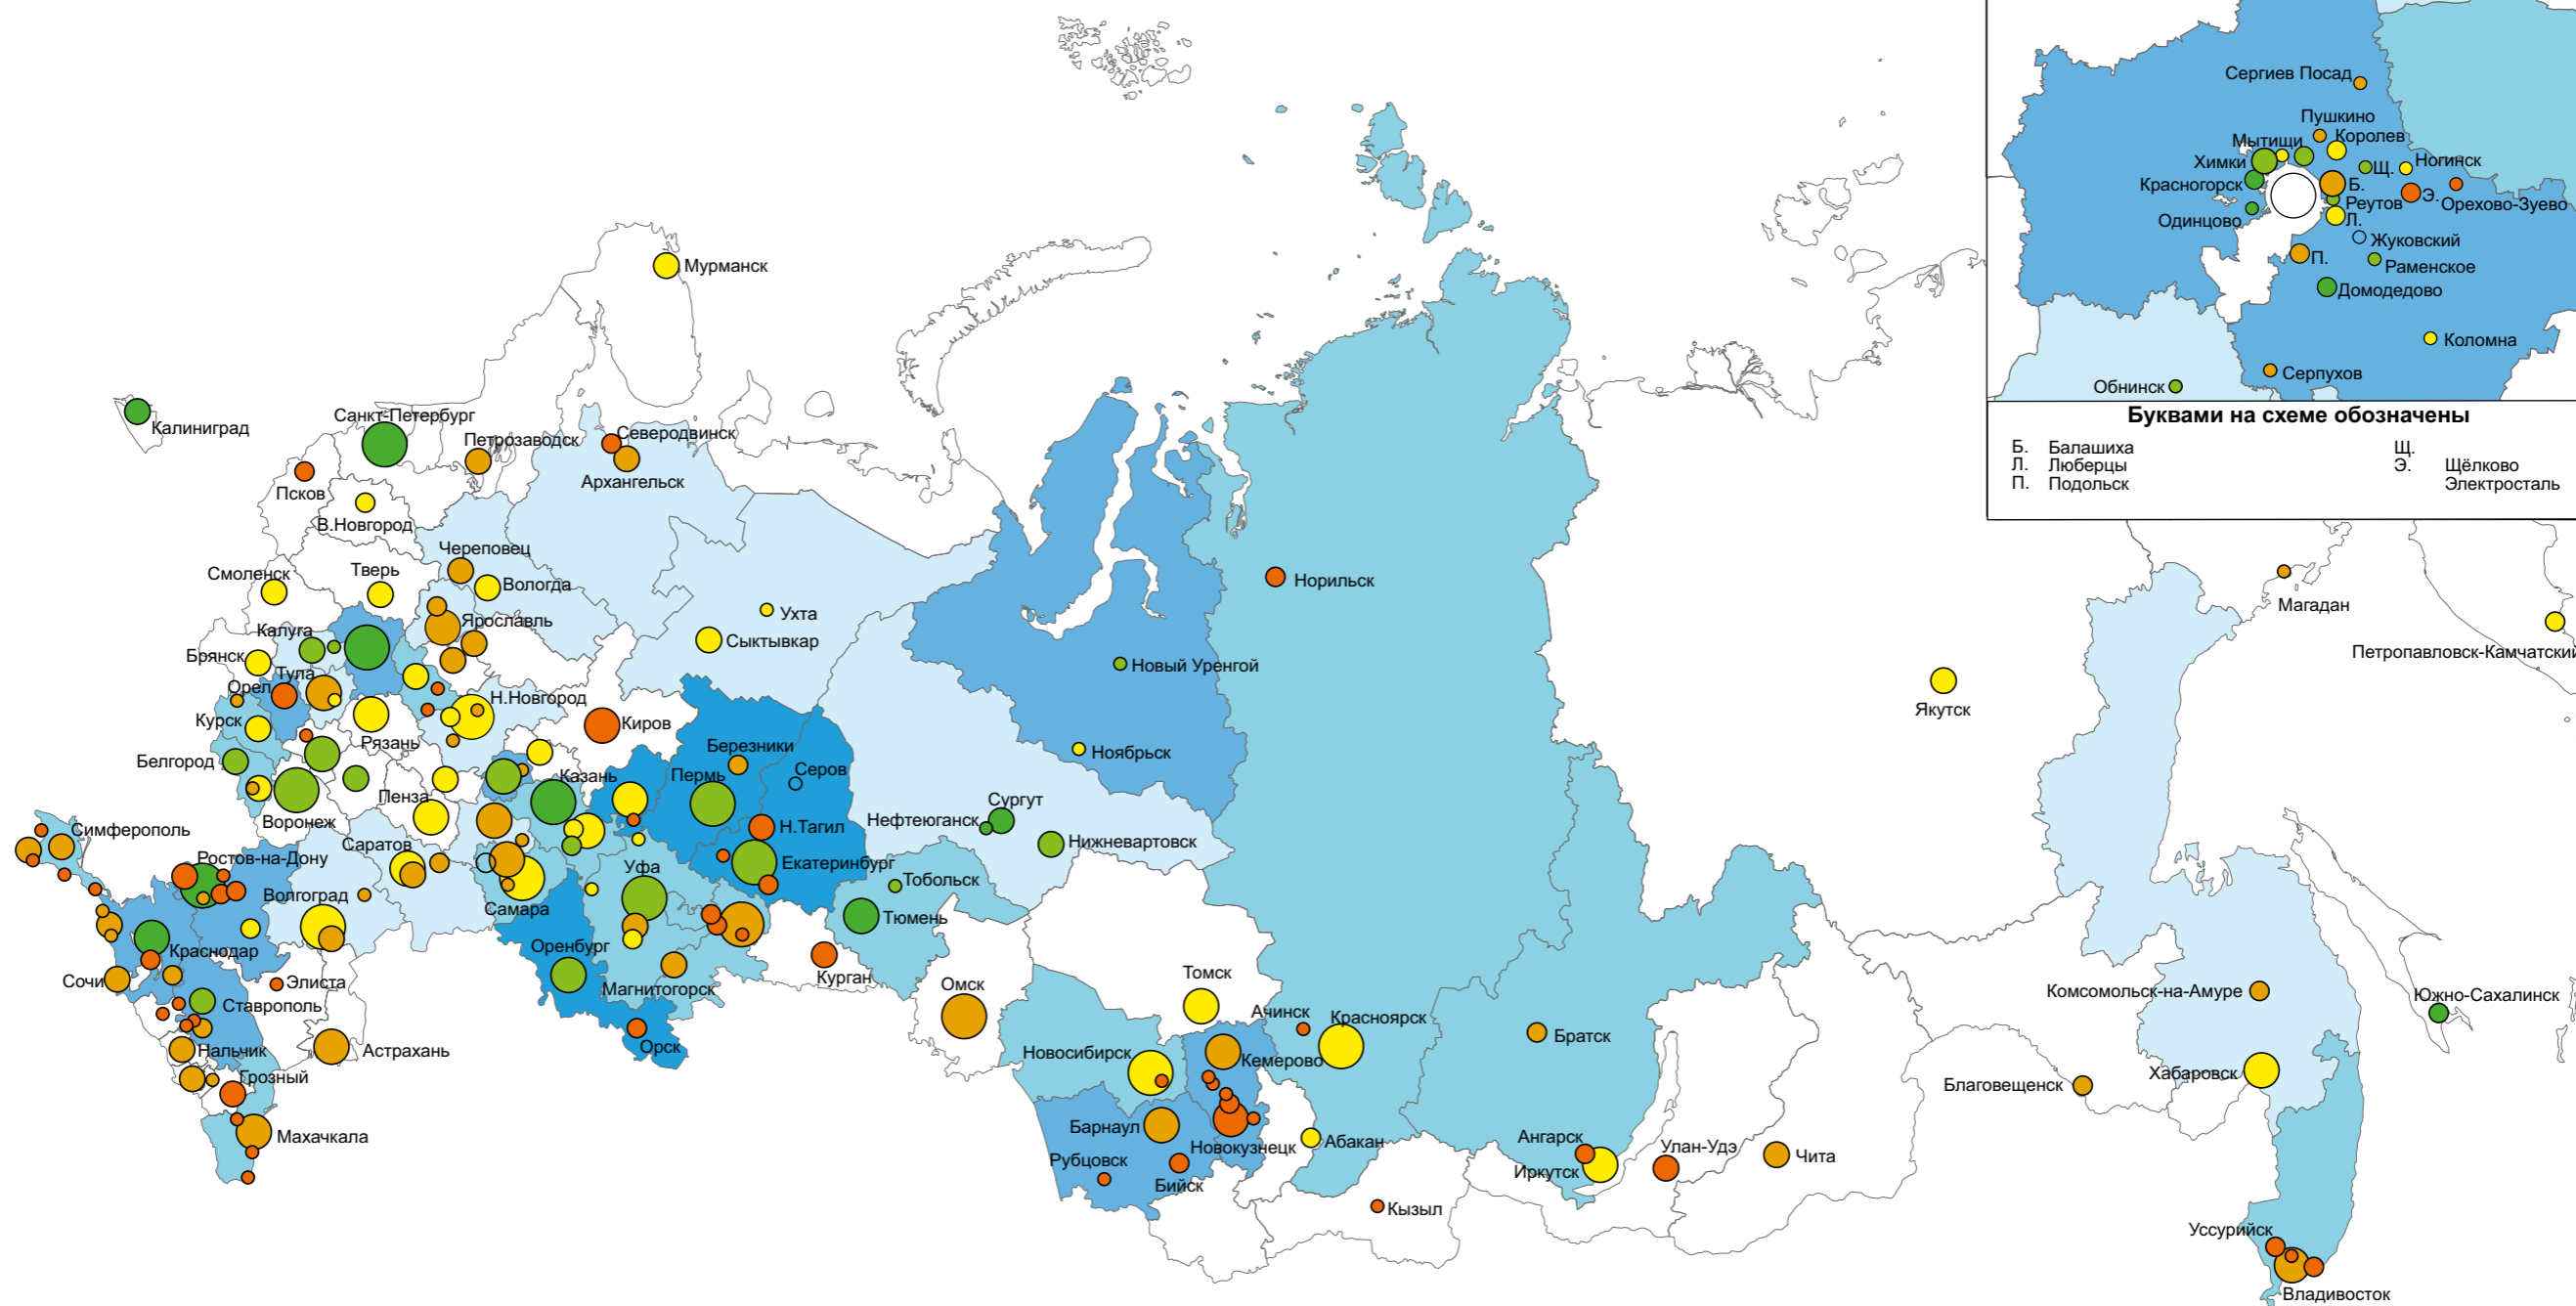 Сергиев Посад
Пушкино
Королев
Мытищи
Химки
Щ.
Ногинск
Красногорск
Б.
Э.
Реутов
Орехово-Зуево
Одинцово
Л.
Жуковский
П.
Раменское
Домодедово
Коломна
Серпухов
Обнинск
Буквами на схеме обозначены
Б. Балашиха
Л. Люберцы
П. Подольск
Щ.
Э. Щёлково
Электросталь
Мурманск
Калиниград
Санкт-Петербург
Петрозаводск
Северодвинск
Архангельск
Псков
В.Новгород
Череповец
Вологда
Смоленск
Тверь
Норильск
Магадан
Ухта
Сыктывкар
Ярославль
Калуга
Брянск
Тула
Орел
Новый Уренгой
Петропавловск-Камчатский
Якутск
Н.Новгород
Курск
Киров
Рязань
Белгород
Березники
Пермь
Серов
Ноябрьск
Казань
Пенза
Воронеж
Сургут
Нефтеюганск
Н.Тагил
Нижневартовск
Симферополь
Саратов
Ростов-на-Дону
Екатеринбург
Уфа
Тобольск
Волгоград
Самара
Тюмень
Краснодар
Оренбург
Сочи
Элиста
Магнитогорск
Курган
Омск
Томск
Ставрополь
Ачинск
Красноярск
Комсомольск-на-Амуре
Южно-Сахалинск
Орск
Нальчик
Астрахань
Новосибирск
Кемерово
Братск
Грозный
Хабаровск
Благовещенск
Махачкала
Барнаул
Новокузнецк
Абакан
Ангарск
Иркутск
Улан-Удэ
Чита
Рубцовск
Бийск
Кызыл
Уссурийск
Владивосток